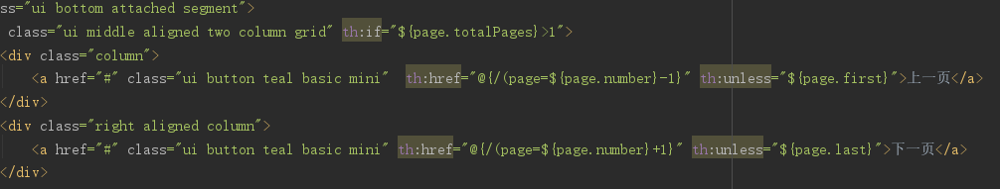 ss="ui bottom attached segment">
class="ui middle aligned two column grid" th:if="${page.totalPages}>1">
<div class="column">
<a href="#" class="ui button teal basic mini"  th:href="@{/(page=${page.number}-1}" th:unless="${page.first}">上一页</a>
</div>
<div class="right aligned column">
<a href="#" class="ui button teal basic mini" th:href="@{/(page=${page.number}+1}" th:unless="${page.last}">下一页</a>
</div>